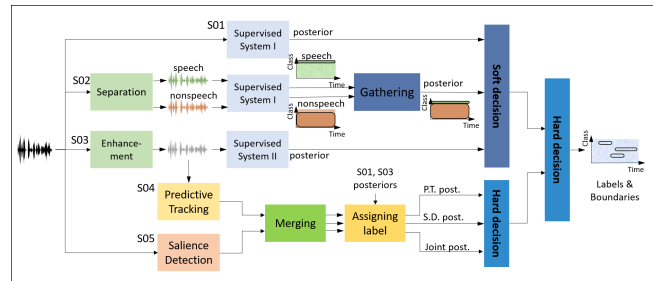 S01
Supervised
System I
posterior
S02
Separation
speech
nonspeech
Supervised
System I
Class
speech
Time
Class
nonspeech
Time
Gathering
posterior
Class
Time
Soft decision
S03
Enhance-
ment
Supervised
System II
posterior
S04
Predictive
Tracking
S05
Salience
Detection
Merging
S01, S03
posteriors
Assigning
label
P.T. post.
S.D. post.
Joint post.
Hard decision
Hard decision
Class
Time
Labels &
Boundaries